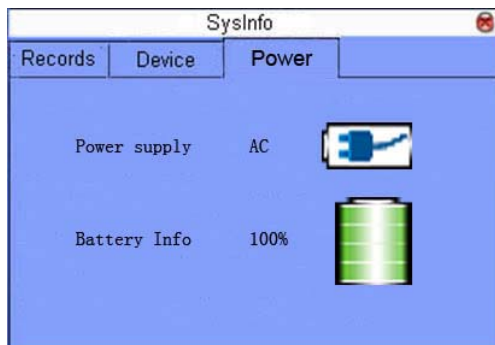 SysInfo
Records Device Power
Power supply AC
Battery Info 100%